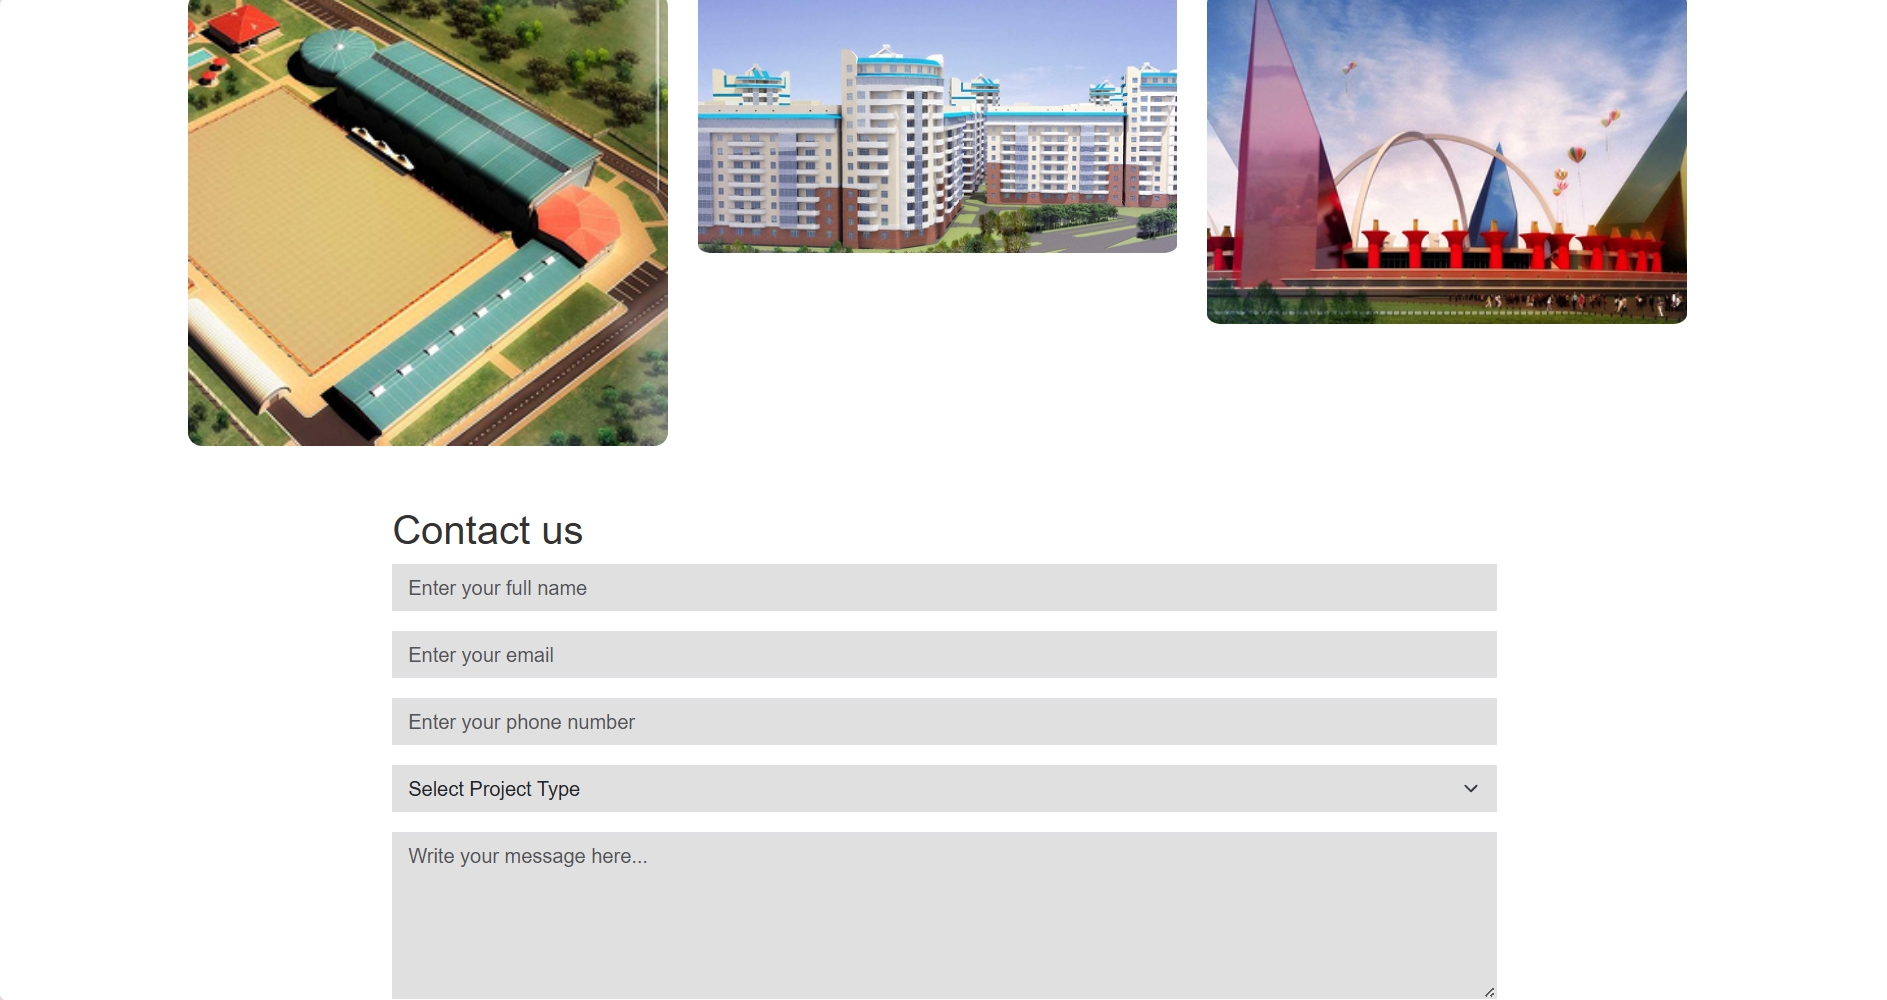 Contact us
Enter your full name
Enter your email
Enter your phone number
Select Project Type
Write your message here...